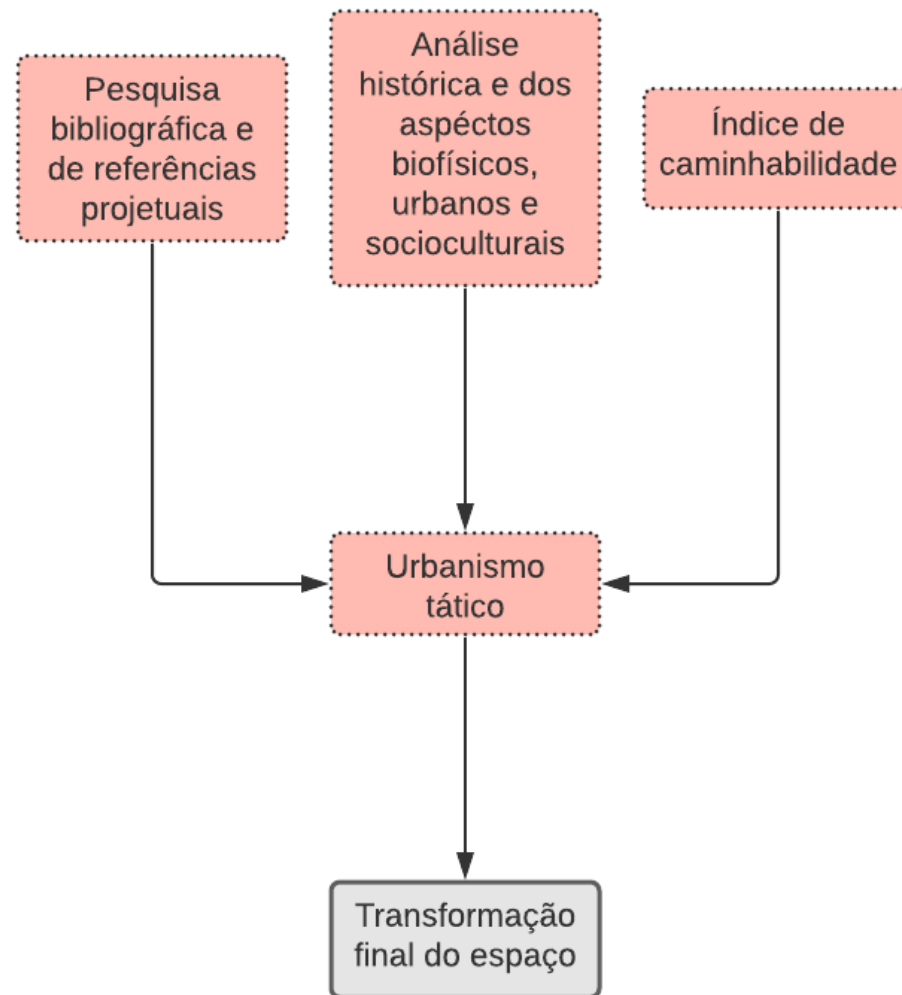 Pesquisa
bibliográfica e
de referências
projetuais
Análise
histórica e dos
aspéctos
biofísicos,
urbanos e
socioculturais
Índice de
caminhabilidade
Urbanismo
tático
Transformação
final do espaço